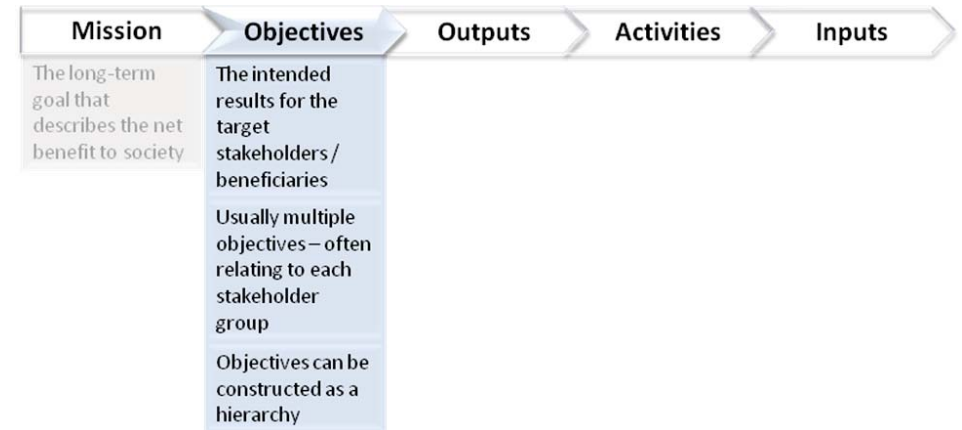 Mission Objectives Outputs Activities Inputs
The long-term
goal that
describes the net
benefit to society
The intended
results for the
target
stakeholders /
beneficiaries
Usually multiple
objectives – often
relating to each
stakeholder
group
Objectives can be
constructed as a
hierarchy